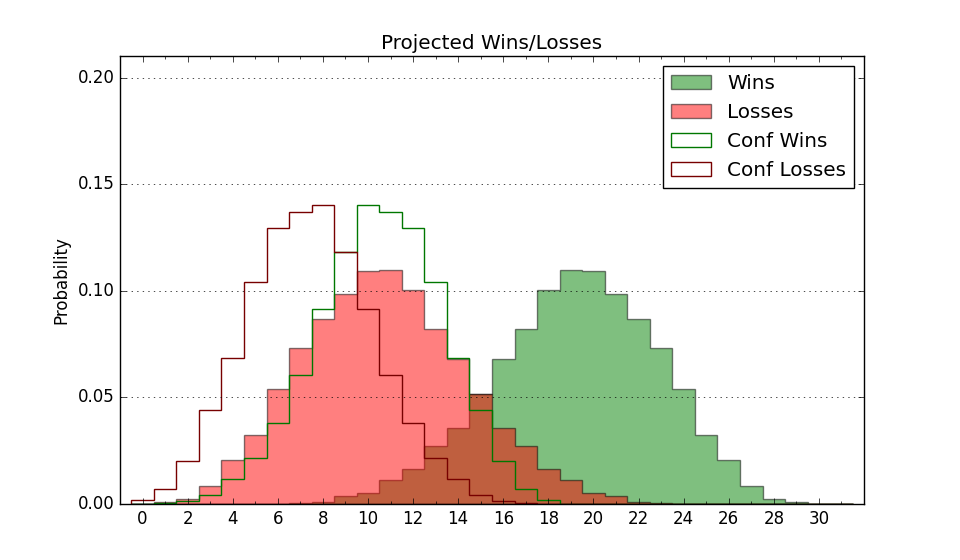 Projected Wins/Losses
0.20
0.15
0.10
0.05
0.00
Probability
Wins
Losses
Conf Wins
Conf Losses
0 2 4 6 8 10 12 14 16 18 20 22 24 26 28 30